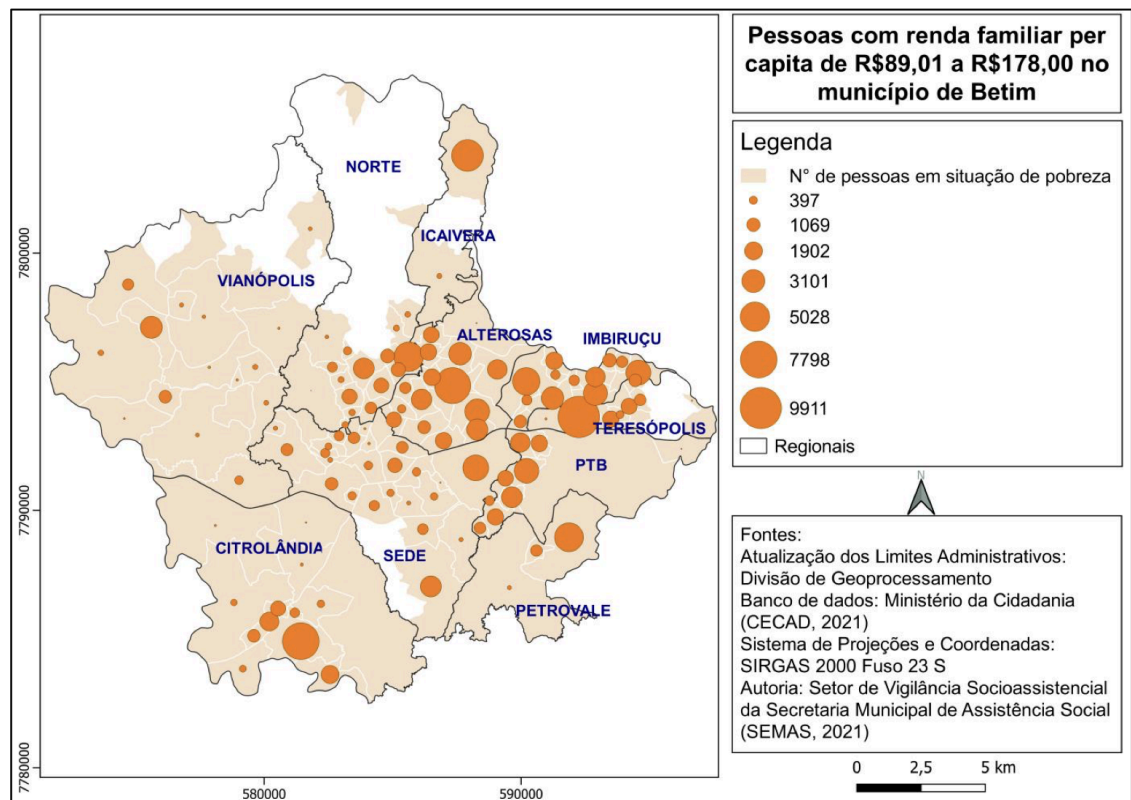 Pessoas com renda familiar per
capita de R$89,01 a R$178,00 no
município de Betim
Legenda
N° de pessoas em situação de pobreza
397
1069
1902
3101
5028
7798
9911
Regionais
N
Fontes:
Atualização dos Limites Administrativos:
Divisão de Geoprocessamento
Banco de dados: Ministério da Cidadania
(CECAD, 2021)
Sistema de Projeções e Coordenadas:
SIRGAS 2000 Fuso 23 S
Autoria: Setor de Vigilância Socioassistencial
da Secretaria Municipal de Assistência Social
(SEMAS, 2021)
0 2,5 5 km
NORTE
ICAIVERA
VIANÓPOLIS
ALTEROSAS
IMBIRUÇU
TERESÓPOLIS
PTB
CITROLÂNDIA
SEDE
PETROVALE
7800000
7790000
7780000
580000
590000